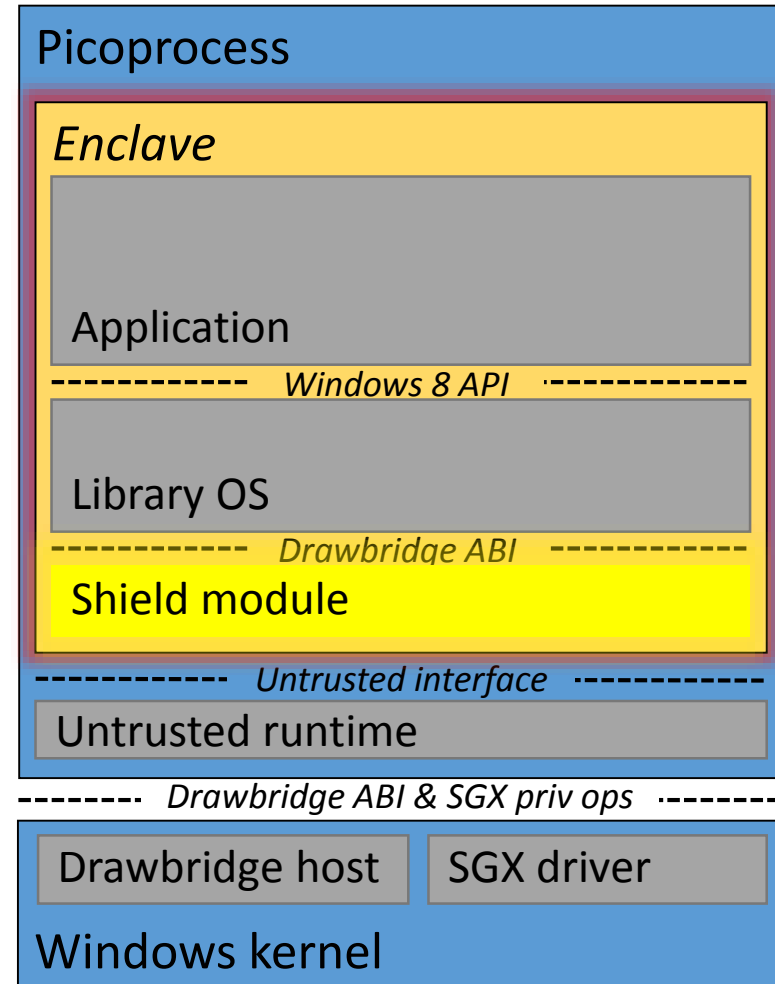 Picoprocess
Enclave
Application
Windows 8 API
Library OS
Drawbridge ABI
Shield module
Untrusted interface
Untrusted runtime
Drawbridge ABI & SGX priv ops
Drawbridge host SGX driver
Windows kernel